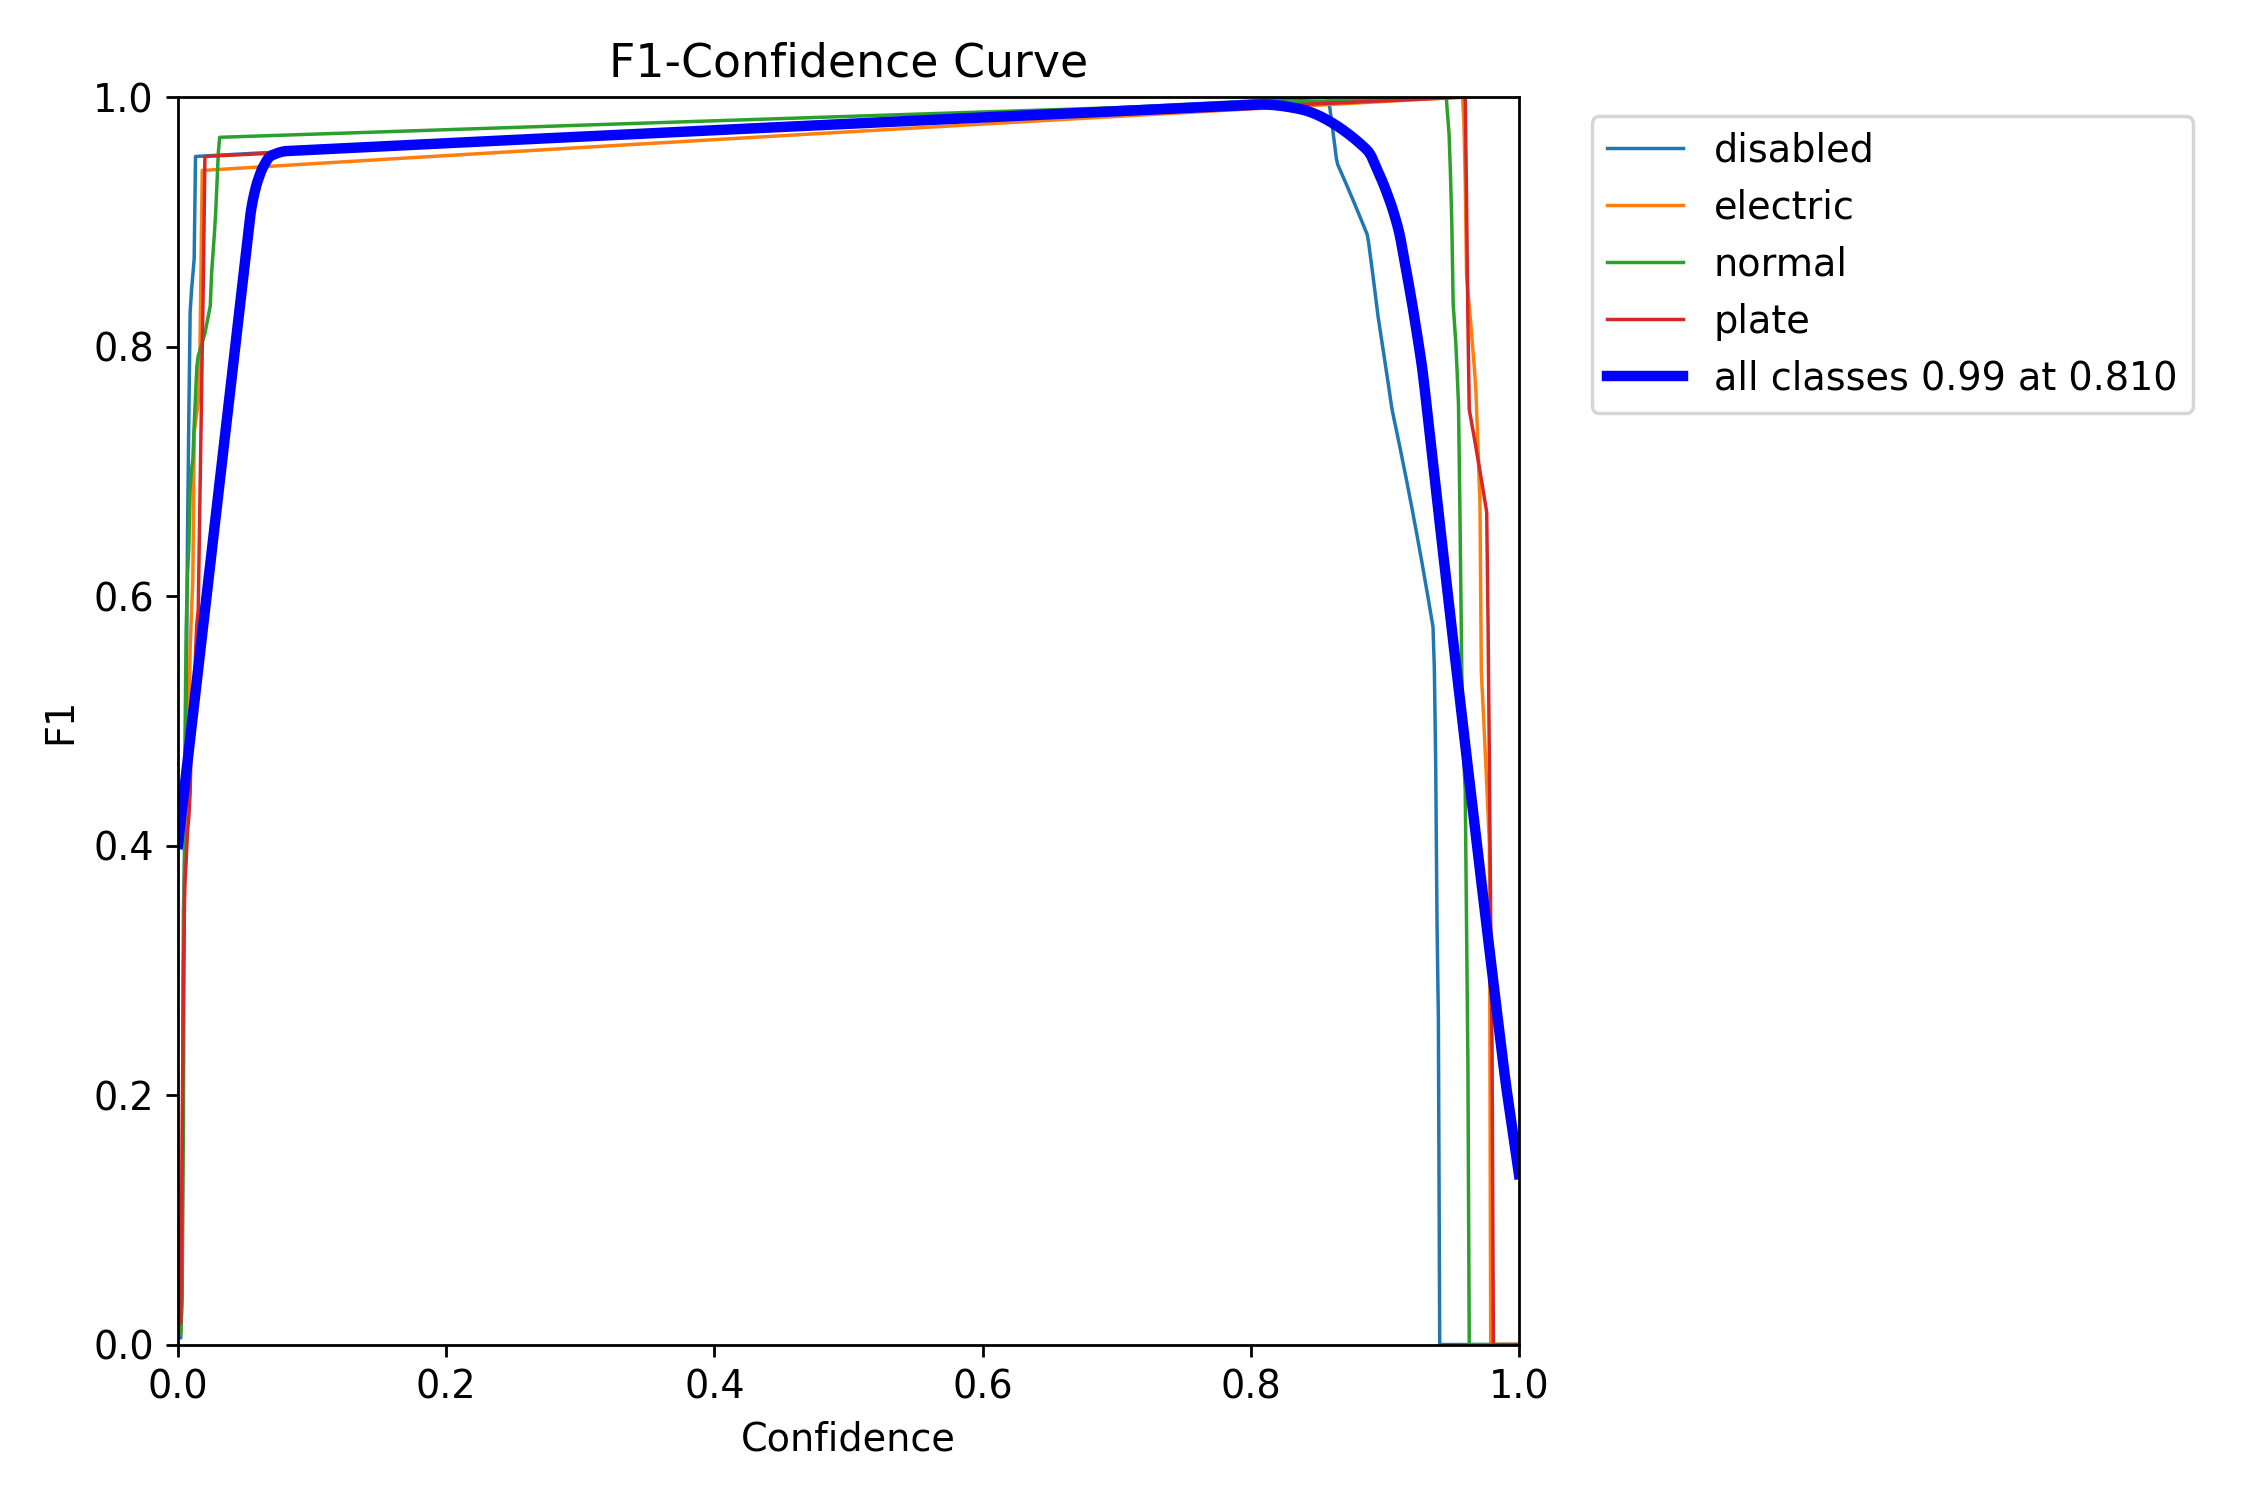 F1-Confidence Curve
1.0
0.8
0.6
0.4
0.2
0.0
F1
0.0 0.2 0.4 0.6 0.8 1.0
Confidence
disabled
electric
normal
plate
all classes 0.99 at 0.810